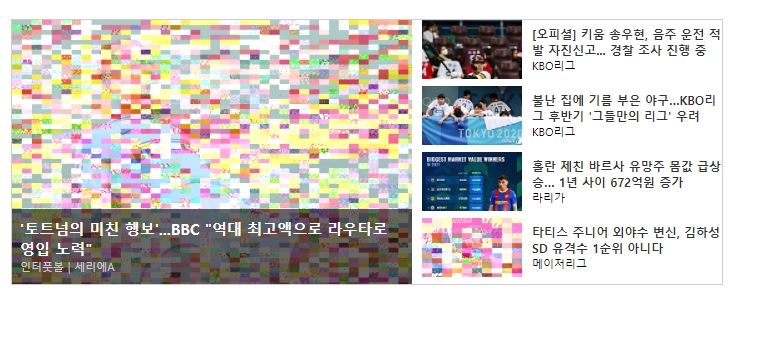 '토트넘의 미친 행보'...BBC "역대 최고액으로 라우타로
영입 노력"
인터풋볼 | 세리에A
[오피셜] 키움 송우현, 음주 운전 적
발 자진신고... 경찰 조사 진행 중
KBO리그
불난 집에 기름 부은 야구...KBO리
그 후반기 '그들만의 리그' 우려
KBO리그
TOKYO 2020
홀란 제친 바르사 유망주 몸값 급상
승... 1년 사이 672억원 증가
라리가
BIGGEST MARKET VALUE WINNERS
타티스 주니어 외야수 변신, 김하성
SD 유격수 1순위 아니다
메이저리그